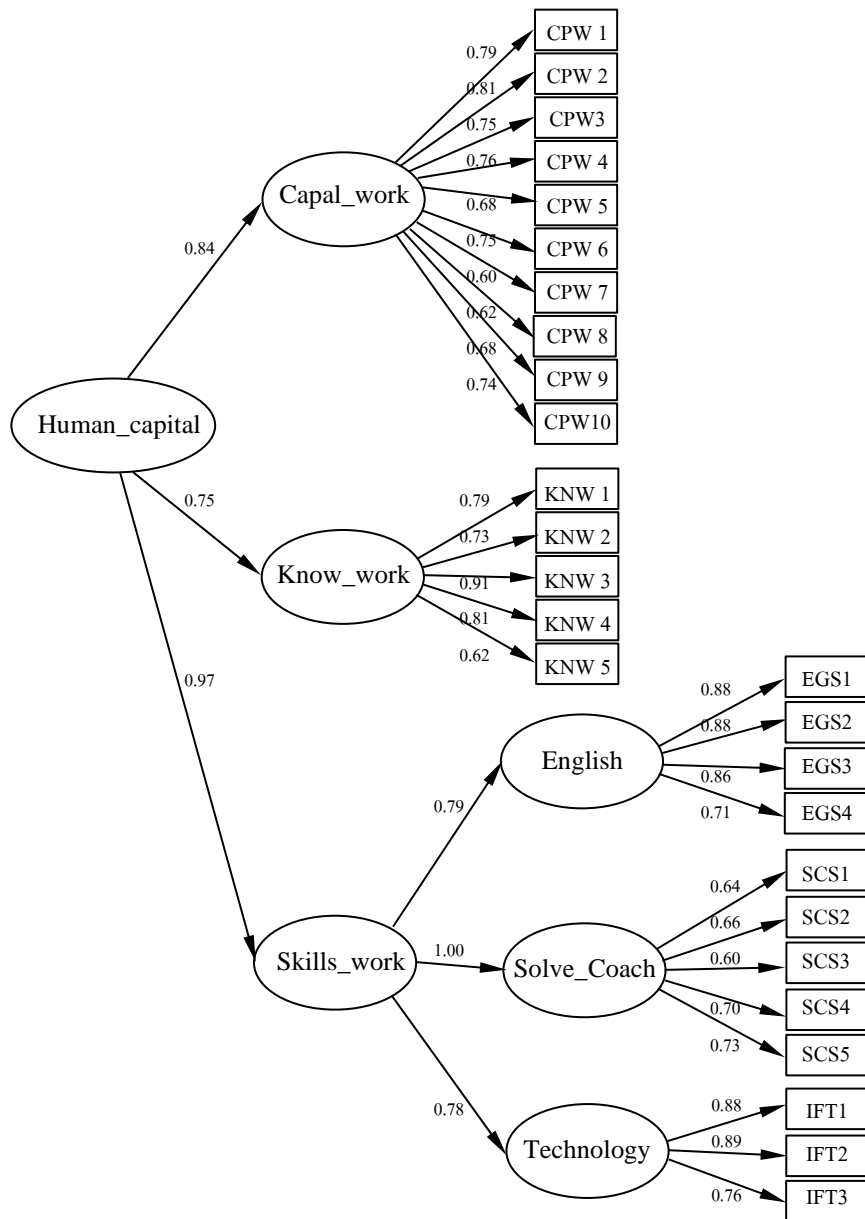 CPW 1
0.79
CPW 2
0.81
CPW3
0.75
CPW 4
0.76
Capal_work
CPW 5
0.68
CPW 6
0.75
0.84
CPW 7
0.60
CPW 8
0.62
0.68
CPW 9
0.74
CPW10
Human_capital
KNW 1
0.75
0.79
KNW 2
0.73
Know_work
KNW 3
0.91
KNW 4
0.81
0.62
KNW 5
0.97
EGS1
0.88
EGS2
0.88
English
EGS3
0.86
0.79
EGS4
0.71
SCS1
0.64
SCS2
0.66
1.00
0.60
Skills_work
Solve_Coach
SCS3
0.70
SCS4
0.73
SCS5
0.78
0.88
IFT1
Technology
0.89
IFT2
0.76
IFT3